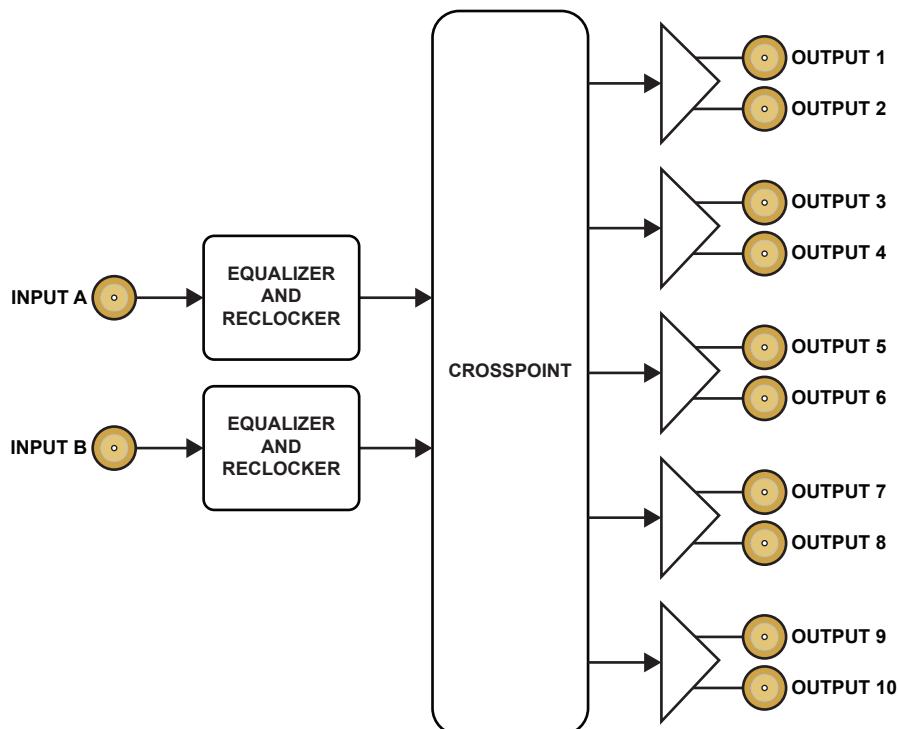 INPUT A
INPUT B
EQUALIZER
AND
RECLOCKER
EQUALIZER
AND
RECLOCKER
CROSSPOINT
OUTPUT 1
OUTPUT 2
OUTPUT 3
OUTPUT 4
OUTPUT 5
OUTPUT 6
OUTPUT 7
OUTPUT 8
OUTPUT 9
OUTPUT 10